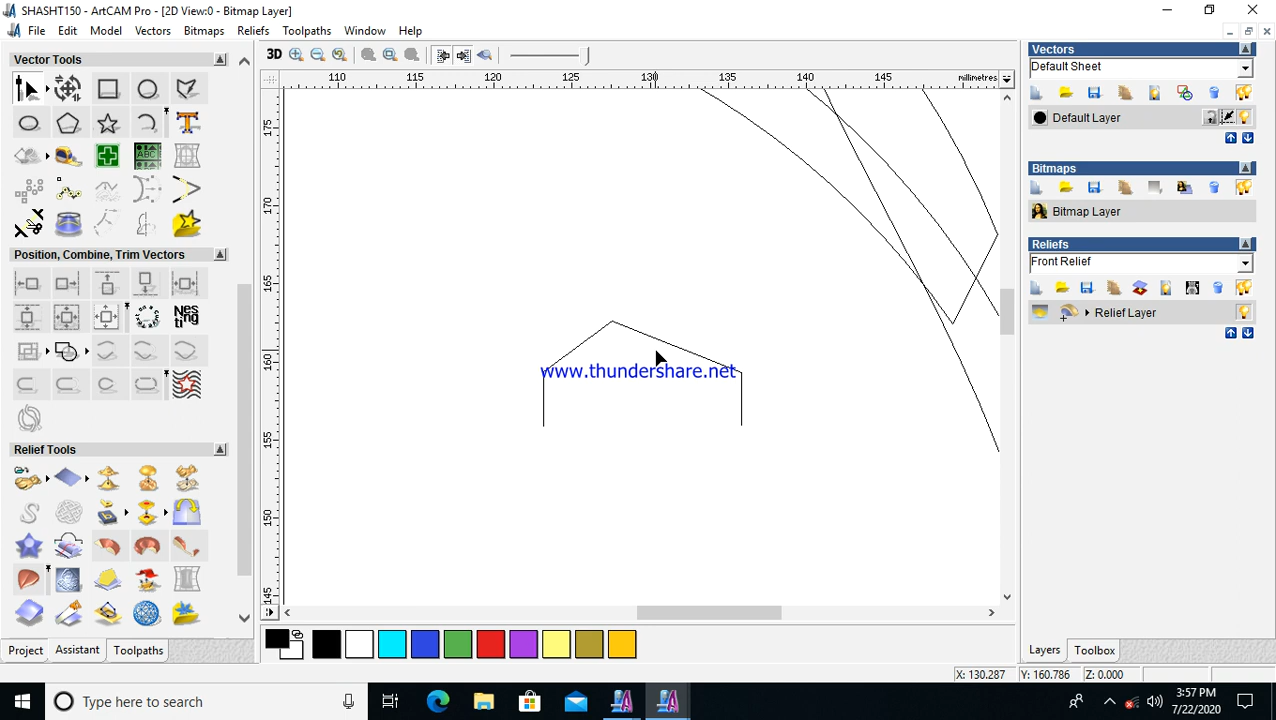 SHASHT150 - ArtCAM Pro - [2D View:0 - Bitmap Layer]
File Edit Model Vectors Bitmaps Reliefs Toolpaths Window Help
Vector Tools
3D
110 115 120 125 130 135 140 145 millimetres
175
170
165
160
155
150
145
ABC
Position, Combine, Trim Vectors
Nesting
Relief Tools
www.thundershare.net
Vectors
Default Sheet
Default Layer
Bitmaps
Bitmap Layer
Reliefs
Front Relief
Relief Layer
Project Assistant Toolpaths
Layers Toolbox
X: 130.287 Y: 160.786 Z: 0.000
Type here to search
3:57 PM
7/22/2020